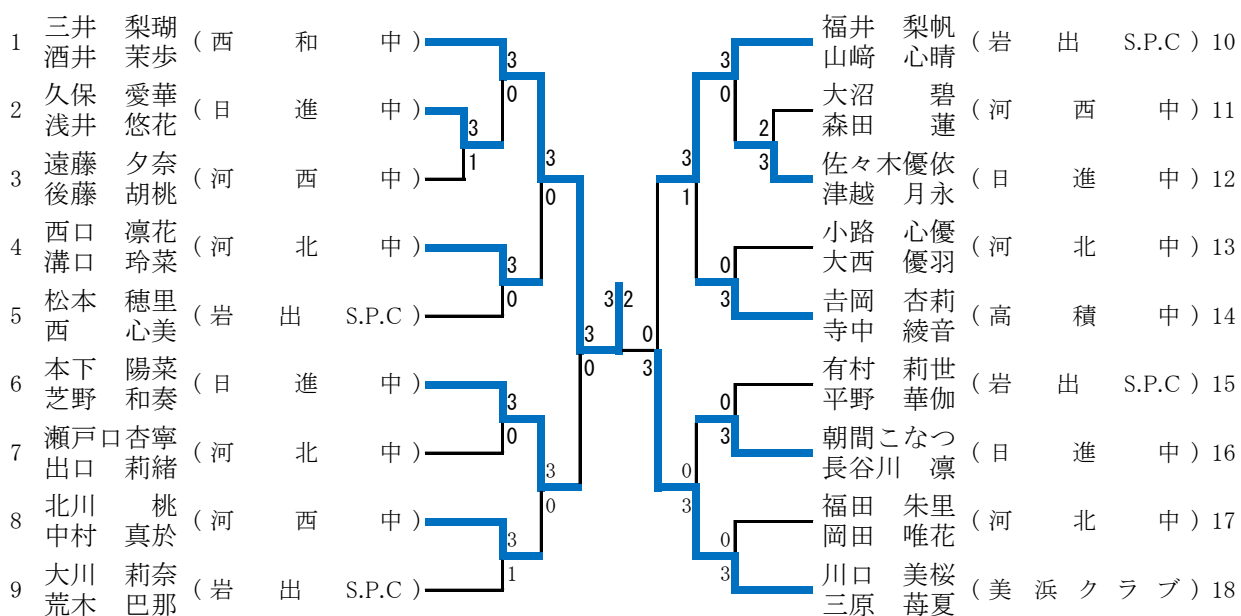 1 三井 梨瑚 酒井 茉歩 ( 西 和 中 )
2 久保 愛華 浅井 悠花 ( 日 進 中 )
3 遠藤 夕奈 後藤 胡桃 ( 河 西 中 )
4 西口 凛花 溝口 玲菜 ( 河 北 中 )
5 松本 穂里 西 心美 ( 岩 出 S.P.C )
6 本下 陽菜 芝野 和奏 ( 日 進 中 )
7 瀬戸口杏寧 出口 莉緒 ( 河 北 中 )
8 北川 桃 中村 真於 ( 河 西 中 )
9 大川 莉奈 荒木 巴那 ( 岩 出 S.P.C )
3
0
3
1
3
0
3
0
3
0
3
0
3
0
3
1
3 2
0
3
福井 梨帆 山﨑 心晴 ( 岩 出 S.P.C ) 10
大沼 碧 森田 蓮 ( 河 西 中 ) 11
佐々木優依 津越 月永 ( 日 進 中 ) 12
小路 心優 大西 優羽 ( 河 北 中 ) 13
吉岡 杏莉 寺中 綾音 ( 高 積 中 ) 14
有村 莉世 平野 華伽 ( 岩 出 S.P.C ) 15
朝間こなつ 長谷川 凛 ( 日 進 中 ) 16
福田 朱里 岡田 唯花 ( 河 北 中 ) 17
川口 美桜 三原 苺夏 ( 美 浜 ク ラ ブ ) 18
3
0
2
3
3
1
0
3
0
3
0
3
0
3